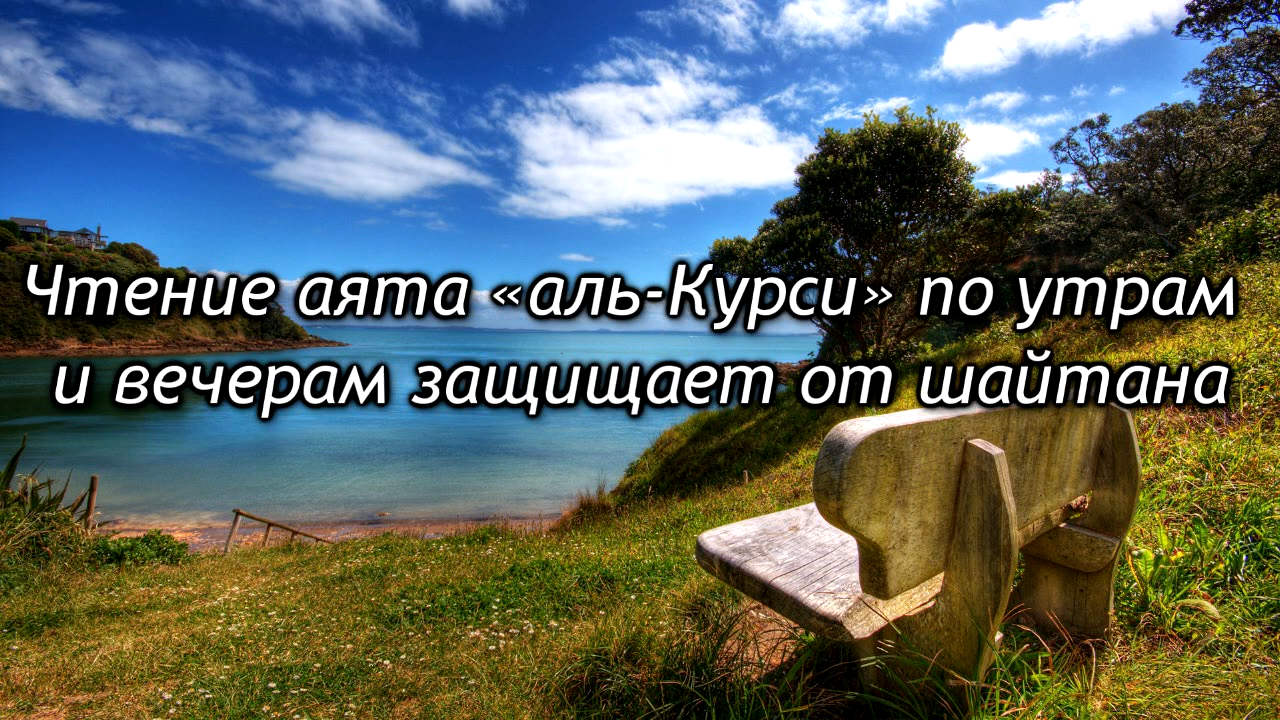 Чтение аята «аль-Курси» по утрам
и вечерам защищает от шайтана